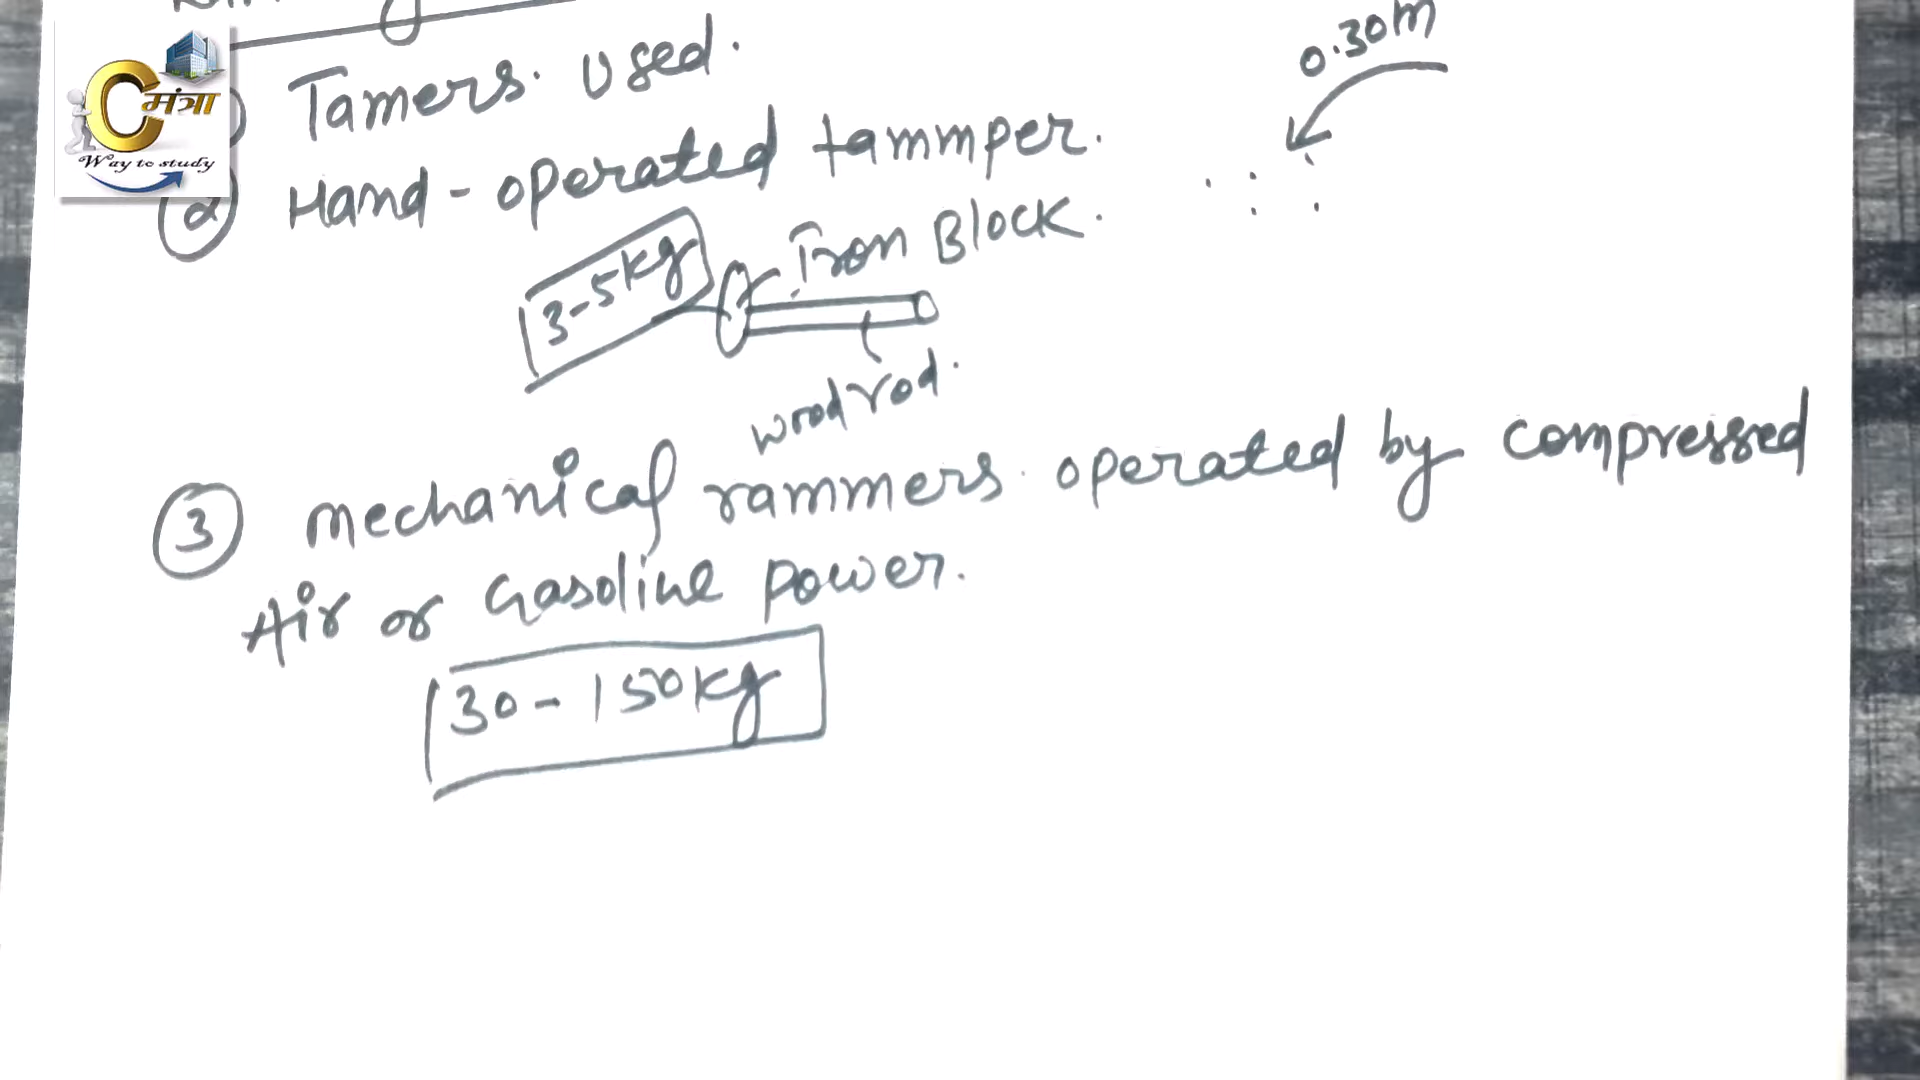 Tamers. Used.
② Hand-operated tammper.
0.30m
3-5kg
Iron Block.
wood rod.
③ mechanical rammers. operated by compressed
Air or Gasoline power.
30-150kg
C मंत्रा
Way to study